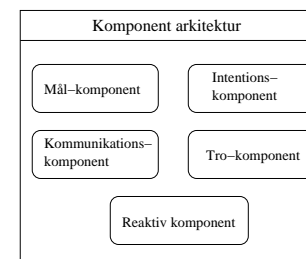 Komponent arkitektur
Mål–komponent
Intentions–
komponent
Kommunikations–
komponent
Tro–komponent
Reaktiv komponent